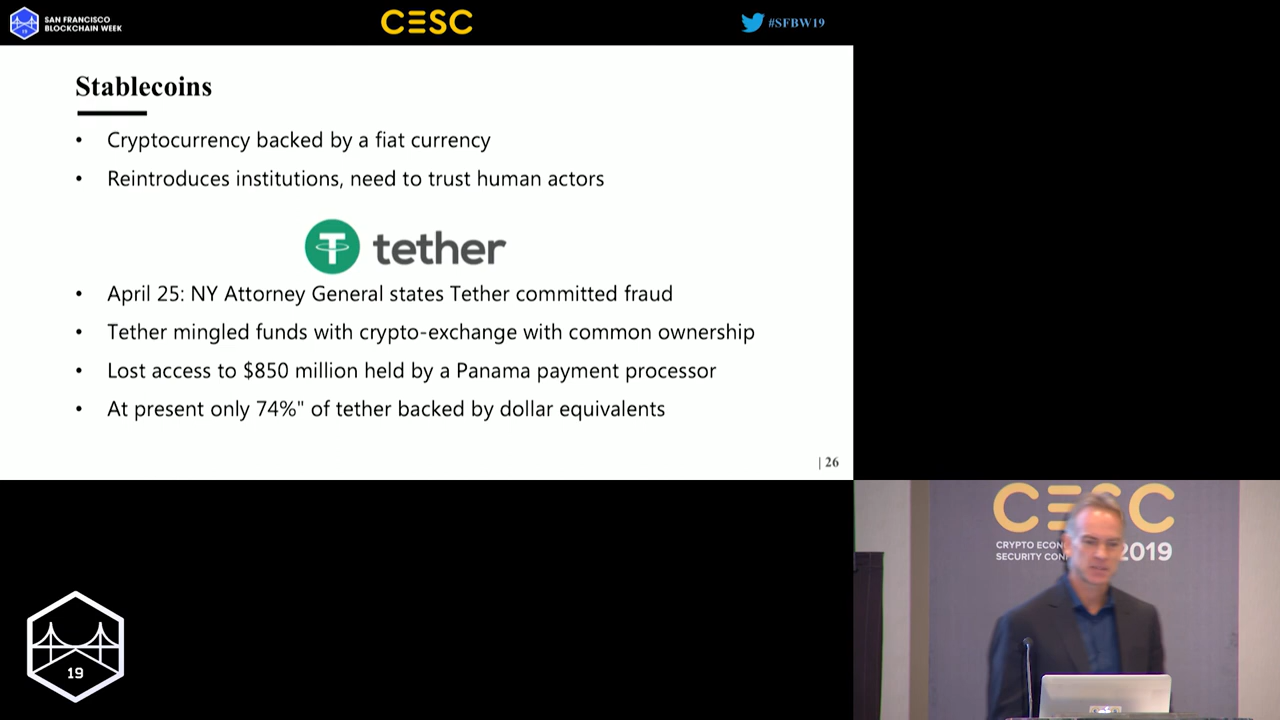 SAN FRANCISCO
BLOCKCHAIN WEEK
19
CESC
#SFBW19
Stablecoins
• Cryptocurrency backed by a fiat currency
• Reintroduces institutions, need to trust human actors
T tether
• April 25: NY Attorney General states Tether committed fraud
• Tether mingled funds with crypto-exchange with common ownership
• Lost access to $850 million held by a Panama payment processor
• At present only 74%" of tether backed by dollar equivalents
| 26
CESC
CRYPTO ECON
SECURITY CON
2019
19